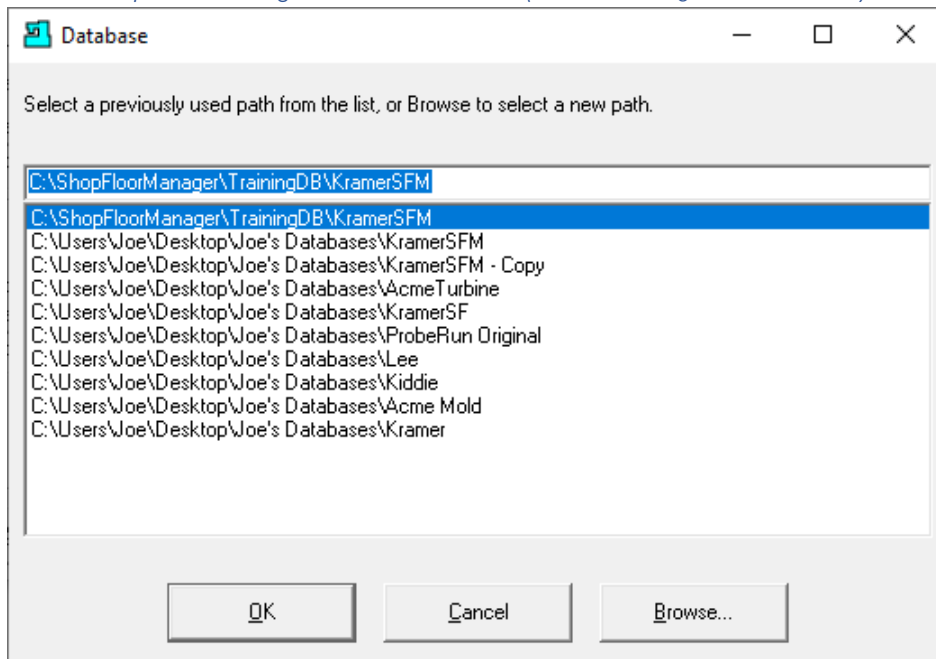 Database
Select a previously used path from the list, or Browse to select a new path.
C:\ShopFloorManager\TrainingDB\KramerSFM
C:\ShopFloorManager\TrainingDB\KramerSFM
C:\Users\Joe\Desktop\Joe's Databases\KramerSFM
C:\Users\Joe\Desktop\Joe's Databases\KramerSFM - Copy
C:\Users\Joe\Desktop\Joe's Databases\AcmeTurbine
C:\Users\Joe\Desktop\Joe's Databases\KramerSF
C:\Users\Joe\Desktop\Joe's Databases\ProbeRun Original
C:\Users\Joe\Desktop\Joe's Databases\Lee
C:\Users\Joe\Desktop\Joe's Databases\Kiddie
C:\Users\Joe\Desktop\Joe's Databases\Acme Mold
C:\Users\Joe\Desktop\Joe's Databases\Kramer
OK Cancel Browse...